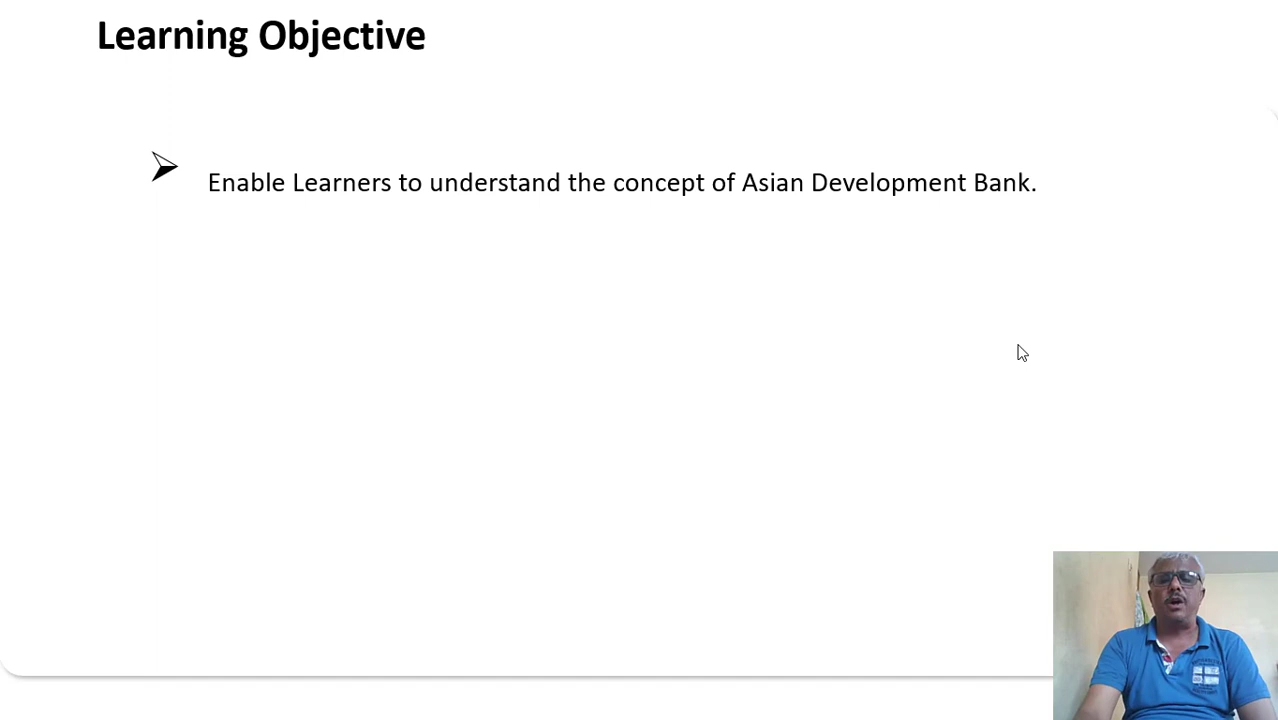 Learning Objective
Enable Learners to understand the concept of Asian Development Bank.